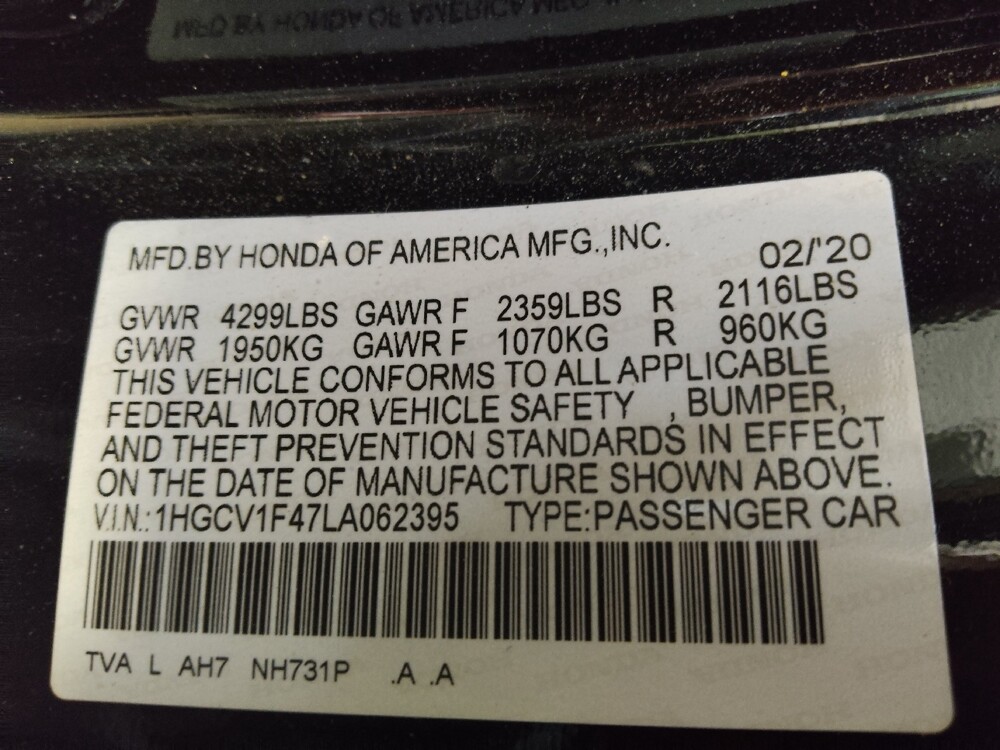 MFD.BY HONDA OF AMERICA MFG.,INC. 02/'20
GVWR 4299LBS GAWR F 2359LBS R 2116LBS
GVWR 1950KG GAWR F 1070KG R 960KG
THIS VEHICLE CONFORMS TO ALL APPLICABLE
FEDERAL MOTOR VEHICLE SAFETY , BUMPER,
AND THEFT PREVENTION STANDARDS IN EFFECT
ON THE DATE OF MANUFACTURE SHOWN ABOVE.
V.I.N.:1HGCV1F47LA062395 TYPE:PASSENGER CAR
TVA L AH7 NH731P .A .A